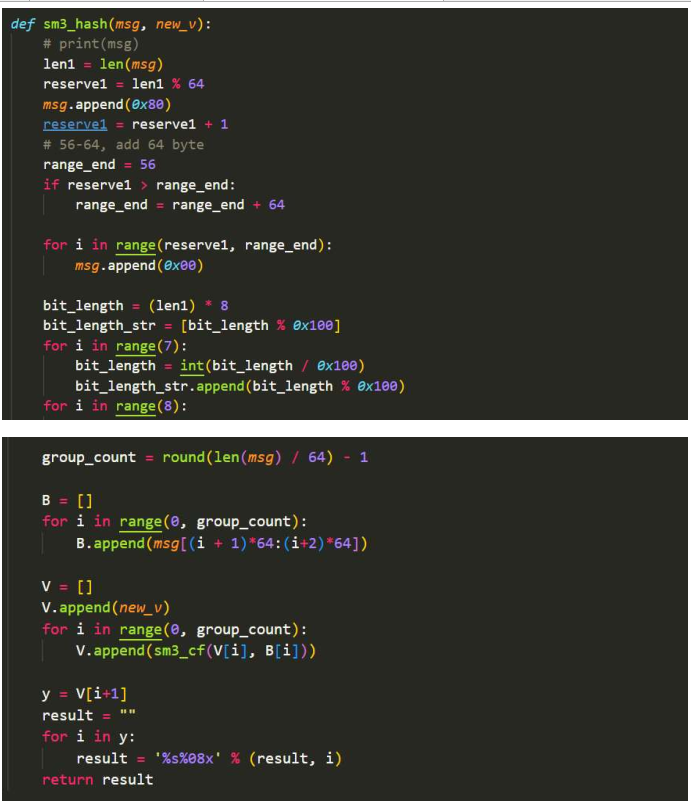 def sm3_hash(msg, new_v):
    # print(msg)
    len1 = len(msg)
    reserve1 = len1 % 64
    msg.append(0x80)
    reserve1 = reserve1 + 1
    # 56-64, add 64 byte
    range_end = 56
    if reserve1 > range_end:
        range_end = range_end + 64
    for i in range(reserve1, range_end):
        msg.append(0x00)
    bit_length = (len1) * 8
    bit_length_str = [bit_length % 0x100]
    for i in range(7):
        bit_length = int(bit_length / 0x100)
        bit_length_str.append(bit_length % 0x100)
    for i in range(8):
    group_count = round(len(msg) / 64) - 1
    B = []
    for i in range(0, group_count):
        B.append(msg[(i + 1)*64:(i+2)*64])
    V = []
    V.append(new_v)
    for i in range(0, group_count):
        V.append(sm3_cf(V[i], B[i]))
    y = V[i+1]
    result = ""
    for i in y:
        result = '%s%08x' % (result, i)
    return result